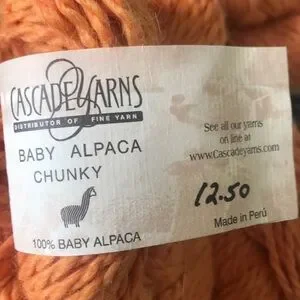 CASCADE YARNS
DISTRIBUTOR OF FINE YARN
BABY ALPACA
CHUNKY
100% BABY ALPACA
See all our yarns
on line at
www.Cascadeyarns.com
12.50
Made in Perú